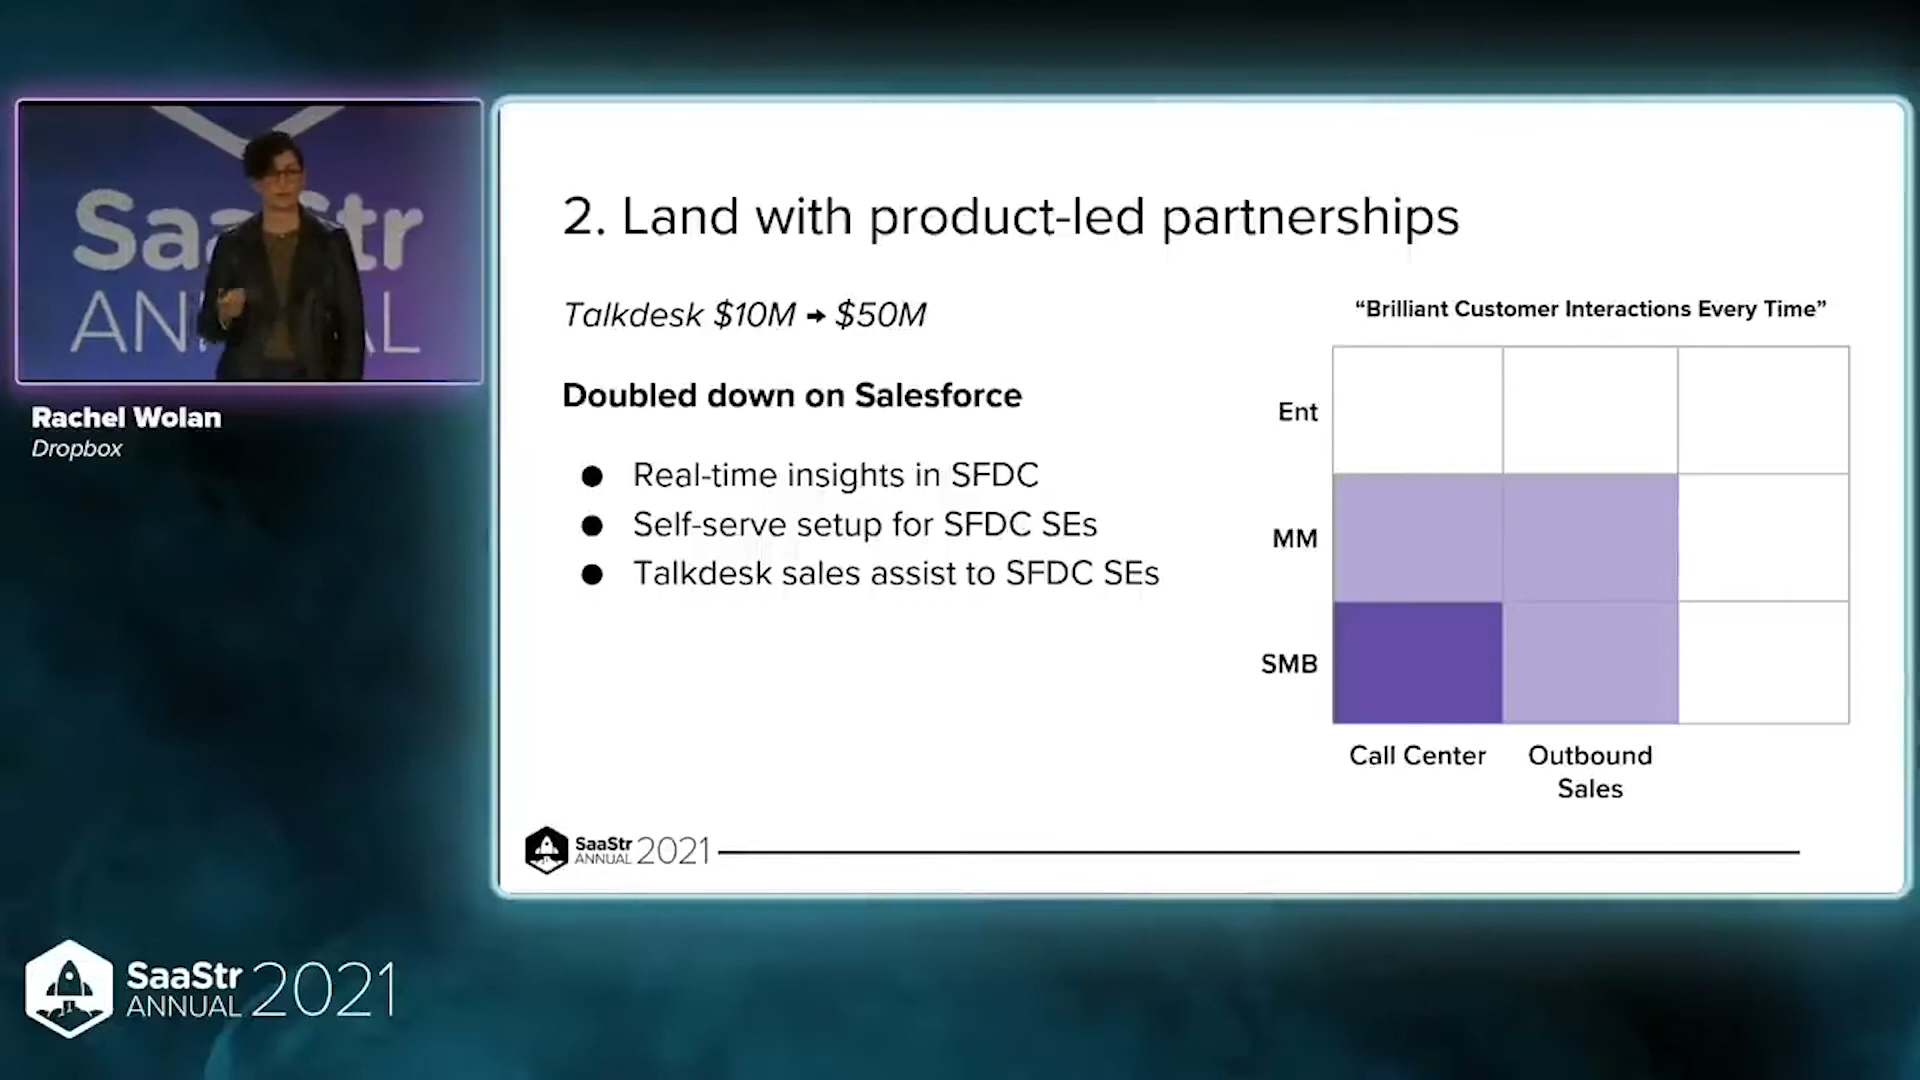 SaaStr
ANNUAL
Rachel Wolan
Dropbox
2. Land with product-led partnerships
Talkdesk $10M → $50M
Doubled down on Salesforce
● Real-time insights in SFDC
● Self-serve setup for SFDC SEs
● Talkdesk sales assist to SFDC SEs
“Brilliant Customer Interactions Every Time”
Ent
MM
SMB
Call Center
Outbound
Sales
SaaStr
ANNUAL 2021
SaaStr
ANNUAL 2021